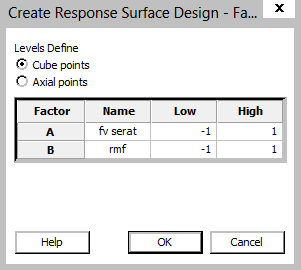 Create Response Surface Design - Fa... X
Levels Define
Cube points
Axial points
Factor Name Low High
A fv serat -1 1
B rmf -1 1
Help OK Cancel